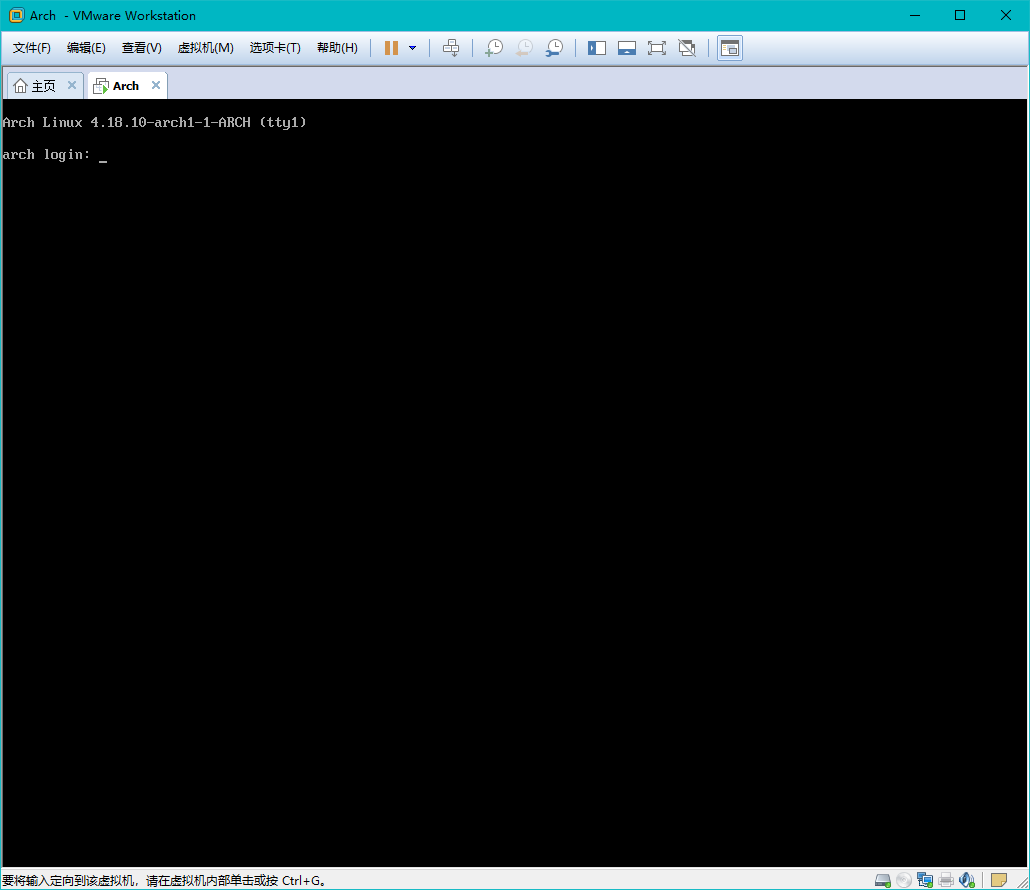 Arch - VMware Workstation
文件(F) 编辑(E) 查看(V) 虚拟机(M) 选项卡(T) 帮助(H)
主页 Arch
Arch Linux 4.18.10-arch1-1-ARCH (tty1)
arch login: _
要将输入定向到该虚拟机，请在虚拟机内部单击或按 Ctrl+G。